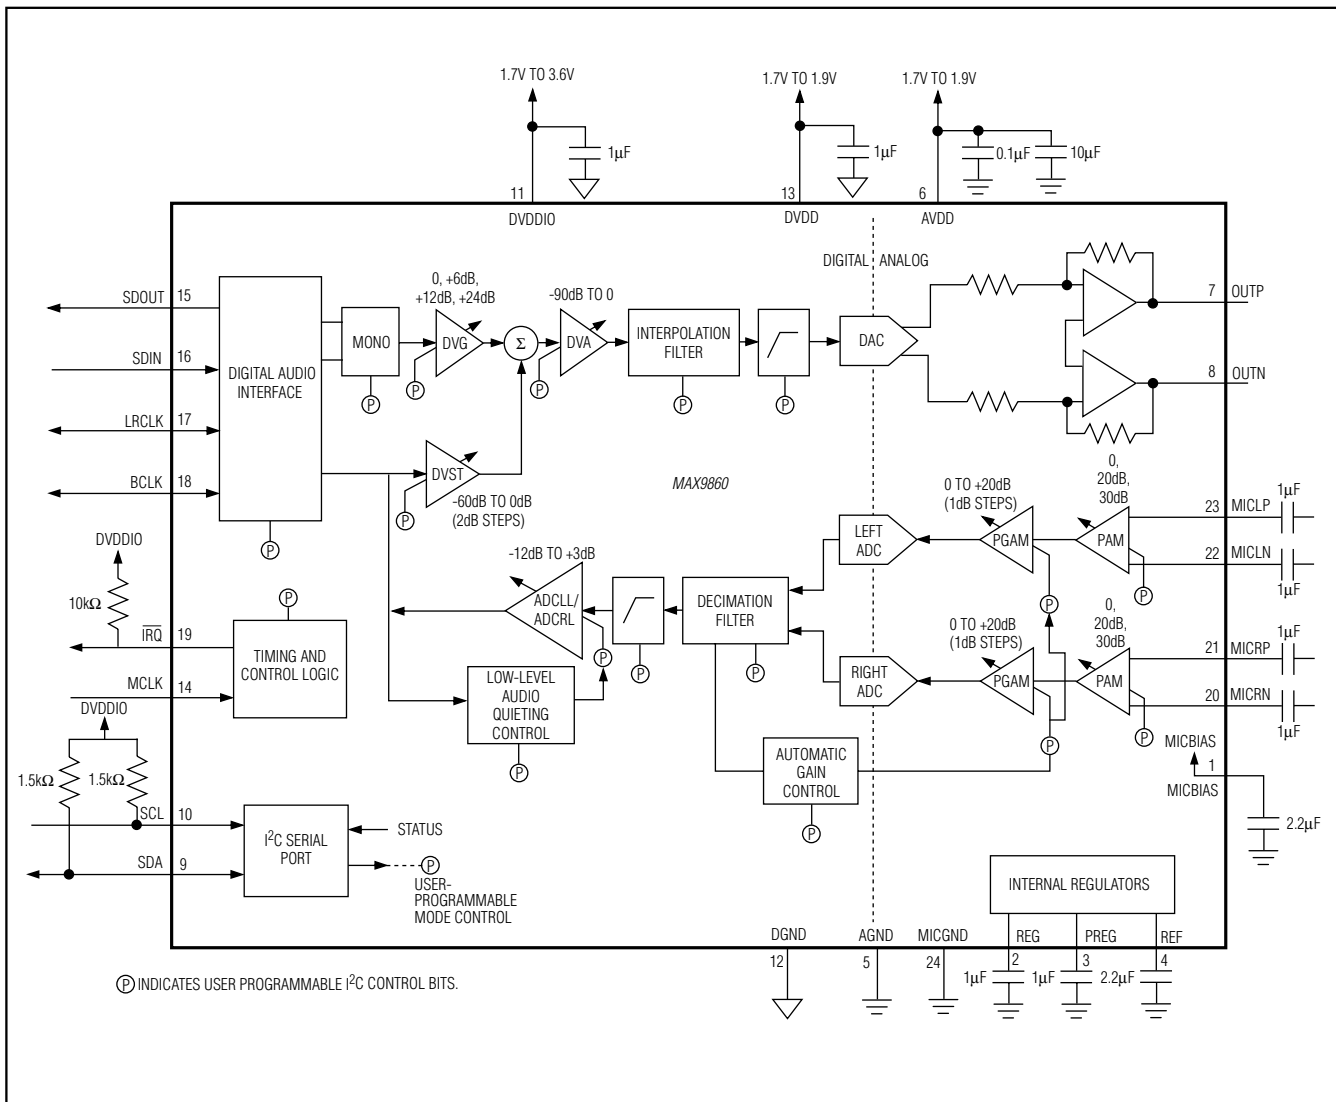 1.7V TO 3.6V
1.7V TO 1.9V
1.7V TO 1.9V
1µF
1µF
0.1µF
10µF
11
13
6
DVDDIO
DVDD
AVDD
DIGITAL
ANALOG
SDOUT
15
SDIN
16
LRCLK
17
BCLK
18
DIGITAL AUDIO
INTERFACE
P
MONO
P
0, +6dB,
+12dB, +24dB
DVG
P
Σ
-90dB TO 0
DVA
P
INTERPOLATION
FILTER
P
P
DAC
7
OUTP
8
OUTN
DVST
P
-60dB TO 0dB
(2dB STEPS)
MAX9860
DVDDIO
10kΩ
IRQ
19
MCLK
14
P
TIMING AND
CONTROL LOGIC
-12dB TO +3dB
ADCLL/
ADCRL
P
P
DECIMATION
FILTER
P
LOW-LEVEL
AUDIO
QUIETING
CONTROL
P
LEFT
ADC
RIGHT
ADC
0 TO +20dB
(1dB STEPS)
PGAM
P
0,
20dB,
30dB
PAM
P
23
MICLP
1µF
22
MICLN
1µF
0 TO +20dB
(1dB STEPS)
PGAM
P
0,
20dB,
30dB
PAM
P
21
MICRP
1µF
20
MICRN
1µF
AUTOMATIC
GAIN
CONTROL
P
MICBIAS
1
MICBIAS
2.2µF
DVDDIO
1.5kΩ
1.5kΩ
SCL
10
SDA
9
I²C SERIAL
PORT
STATUS
P
USER-
PROGRAMMABLE
MODE CONTROL
INTERNAL REGULATORS
DGND
AGND
MICGND
REG
PREG
REF
12
5
24
2
3
4
1µF
1µF
2.2µF
P INDICATES USER PROGRAMMABLE I²C CONTROL BITS.